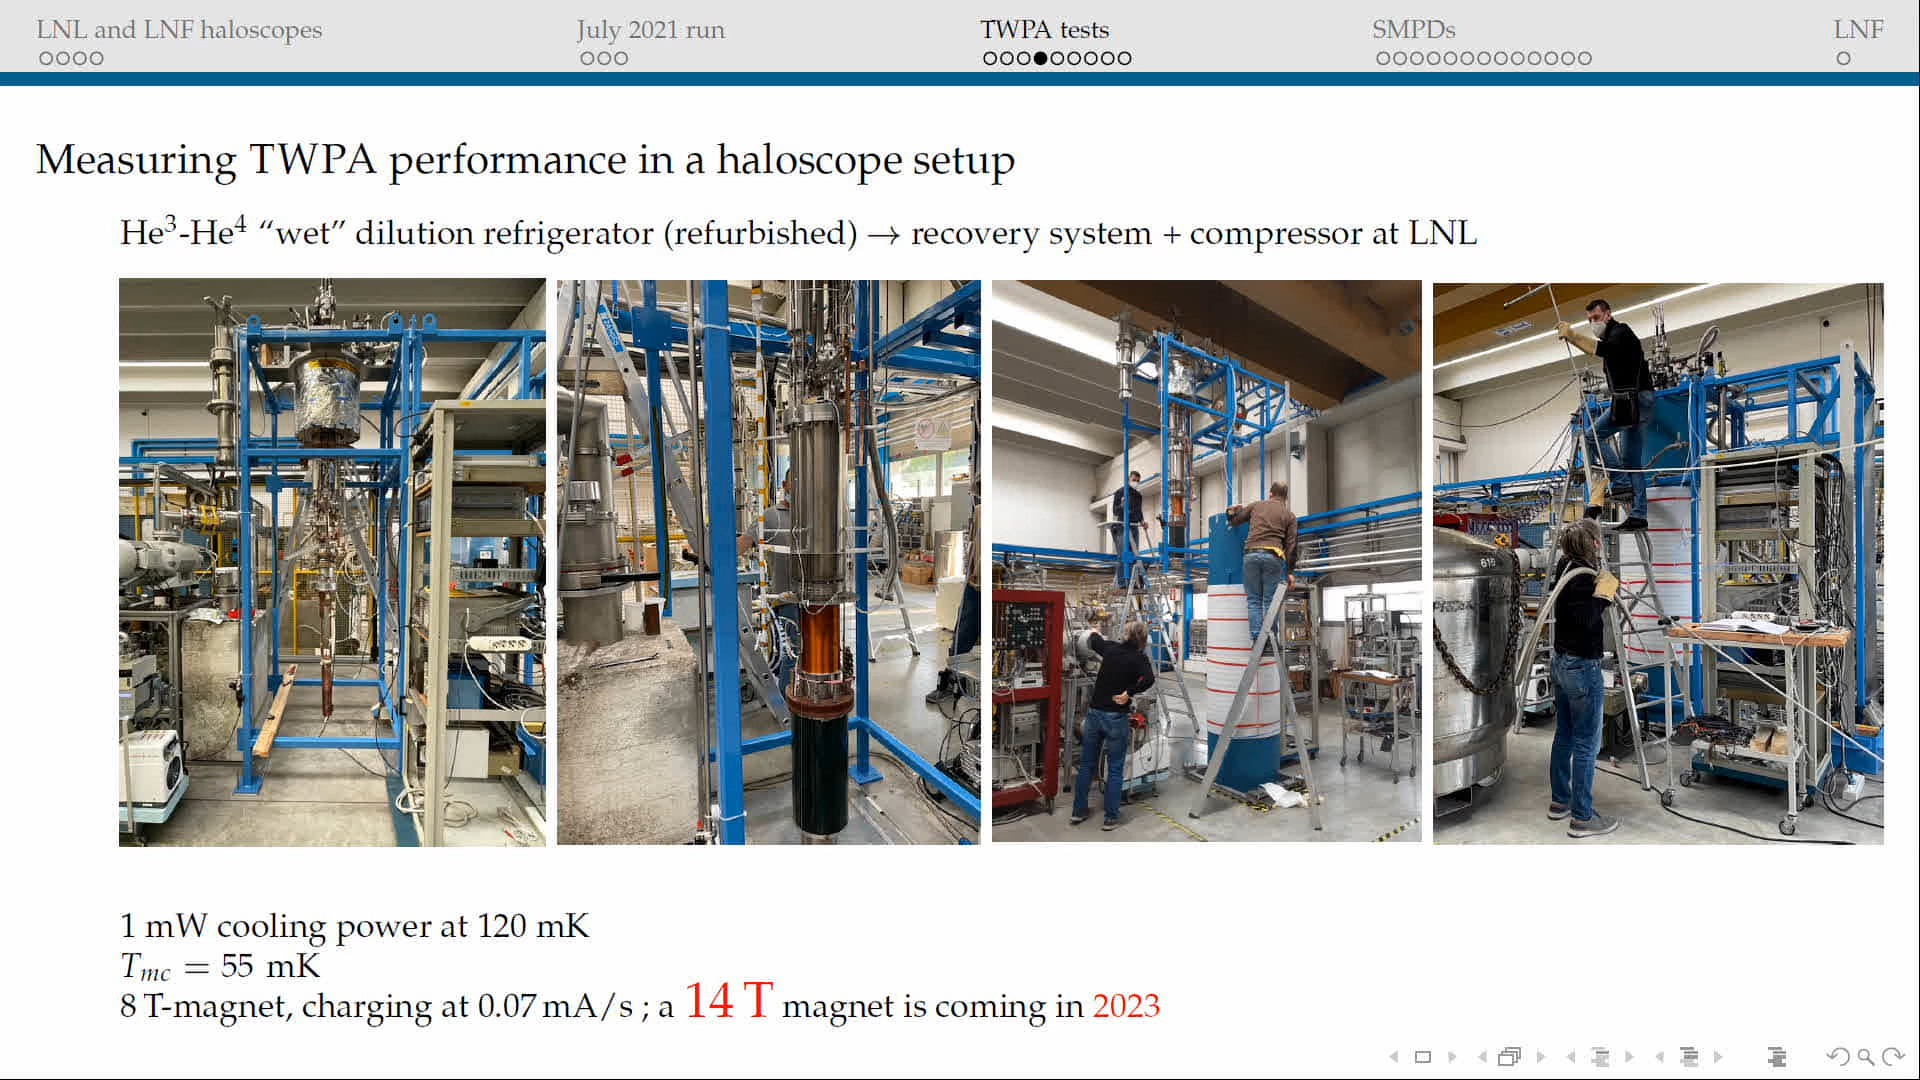 LNL and LNF haloscopes
July 2021 run
TWPA tests
SMPDs
LNF
Measuring TWPA performance in a haloscope setup
He³-He⁴ “wet” dilution refrigerator (refurbished) → recovery system + compressor at LNL
616
1 mW cooling power at 120 mK
Tmc = 55 mK
8 T-magnet, charging at 0.07 mA/s ; a 14 T magnet is coming in 2023